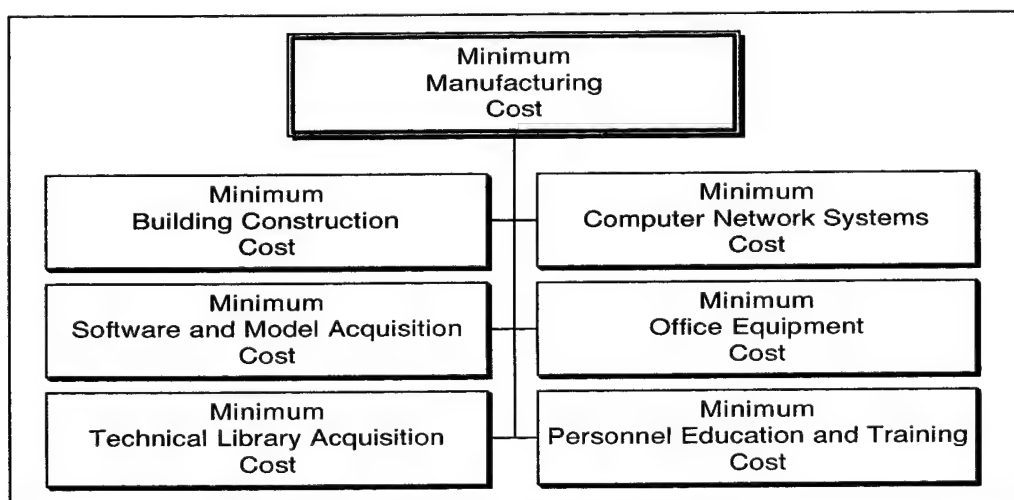 Minimum
Manufacturing
Cost
Minimum
Building Construction
Cost
Minimum
Computer Network Systems
Cost
Minimum
Software and Model Acquisition
Cost
Minimum
Office Equipment
Cost
Minimum
Technical Library Acquisition
Cost
Minimum
Personnel Education and Training
Cost